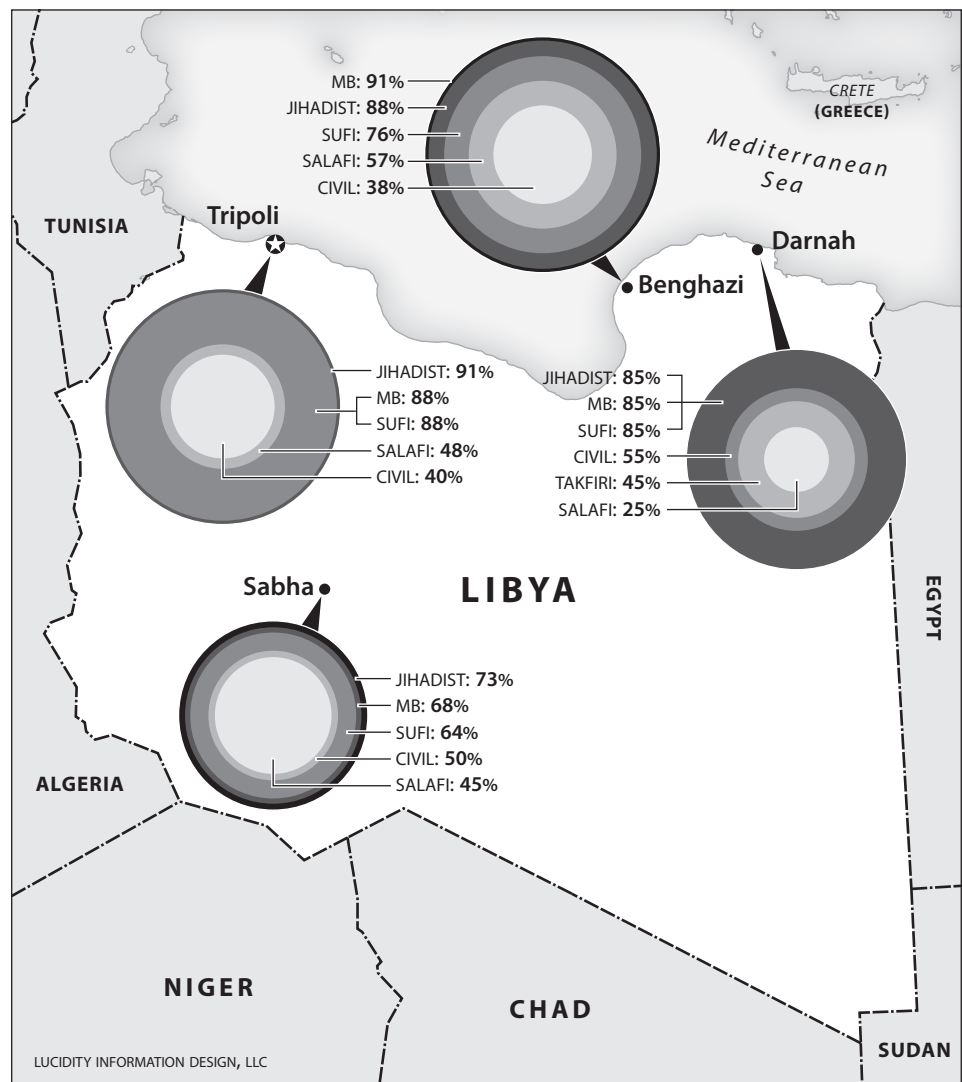 MB: 91%
JIHADIST: 88%
SUFI: 76%
SALAFI: 57%
CIVIL: 38%
CRETE
(GREECE)
Mediterranean
Sea
TUNISIA
Tripoli
Darnah
Benghazi
JIHADIST: 91%
MB: 88%
SUFI: 88%
SALAFI: 48%
CIVIL: 40%
JIHADIST: 85%
MB: 85%
SUFI: 85%
CIVIL: 55%
TAKFIRI: 45%
SALAFI: 25%
Sabha
LIBYA
EGYPT
JIHADIST: 73%
MB: 68%
SUFI: 64%
CIVIL: 50%
SALAFI: 45%
ALGERIA
NIGER
CHAD
SUDAN
LUCIDITY INFORMATION DESIGN, LLC